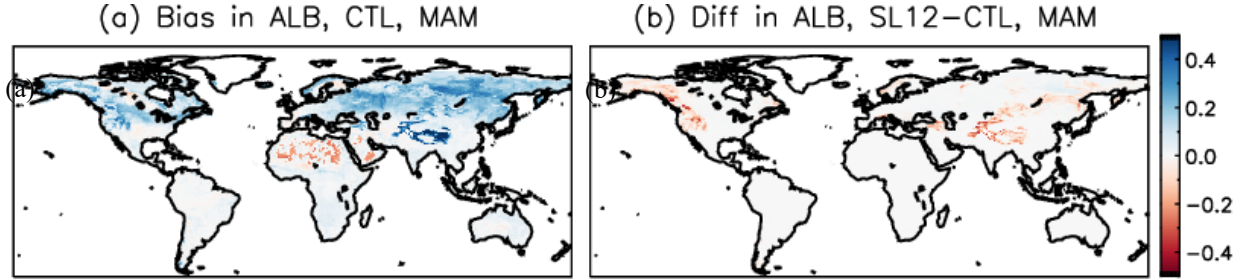 (a) Bias in ALB, CTL, MAM
(b) Diff in ALB, SL12−CTL, MAM
(a)
(b)
0.4
0.2
0.0
−0.2
−0.4